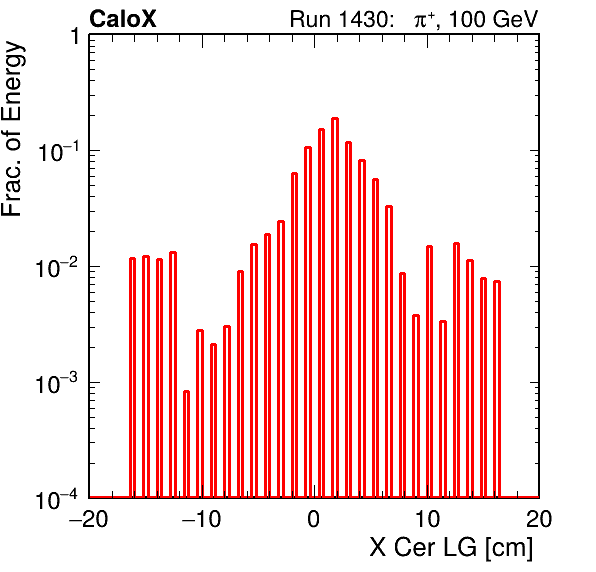 CaloX Run 1430: π⁺, 100 GeV
Frac. of Energy
1
10⁻¹
10⁻²
10⁻³
10⁻⁴
−20 −10 0 10 20
X Cer LG [cm]